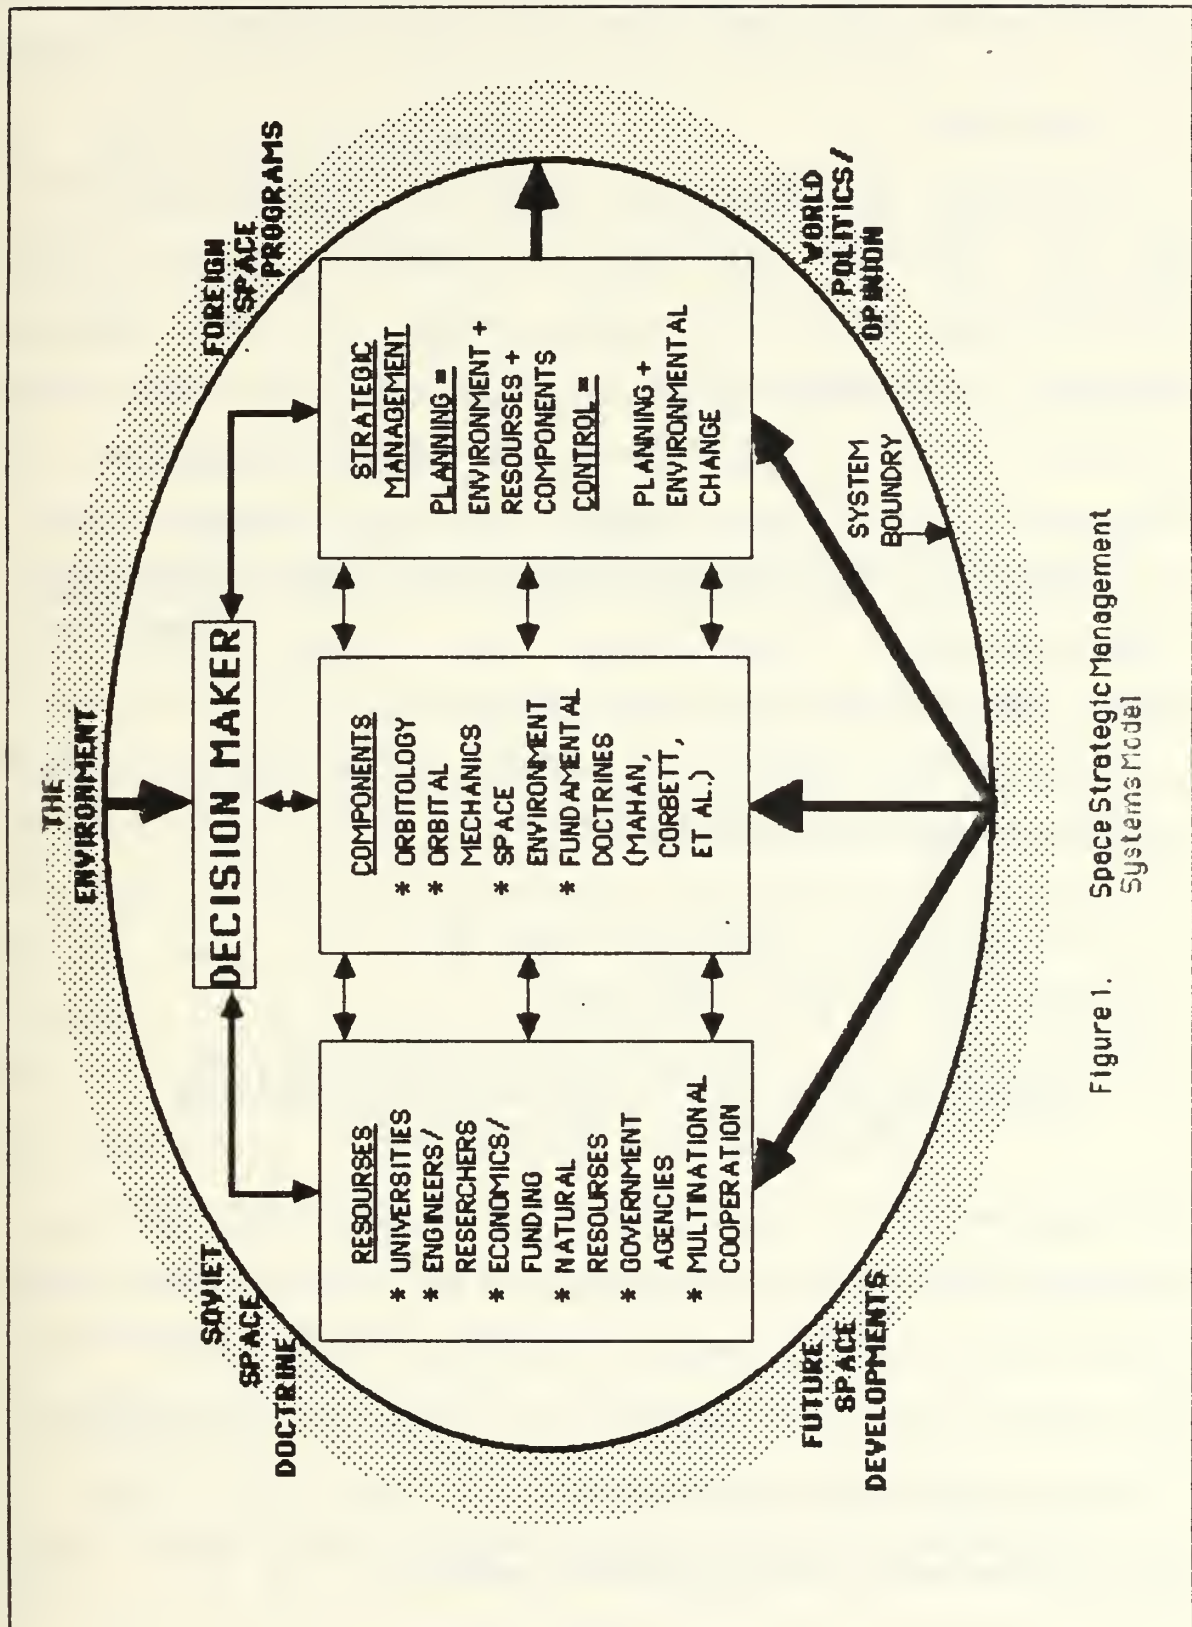 THE
ENVIRONMENT
SOVIET
SPACE
DOCTRINE
FOREIGN
SPACE
PROGRAMS
DECISION MAKER
RESOURSES
* UNIVERSITIES
* ENGINEERS/
RESERCHERS
* ECONOMICS/
FUNDING
* NATURAL
RESOURSES
* GOVERNMENT
AGENCIES
* MULTINATIONAL
COOPERATION
COMPONENTS
* ORBITOLOGY
* ORBITAL
MECHANICS
* SPACE
ENVIRONMENT
* FUNDAMENTAL
DOCTRINES
(MAHAN,
CORBETT,
ET AL.)
STRATEGIC
MANAGEMENT
PLANNING =
ENVIRONMENT +
RESOURSES +
COMPONENTS
CONTROL =
PLANNING +
ENVIRONMENTAL
CHANGE
SYSTEM
BOUNDRY
FUTURE
SPACE
DEVELOPMENTS
WORLD
POLITICS/
OPINION
Figure 1. Space Strategic Management
Systems Model